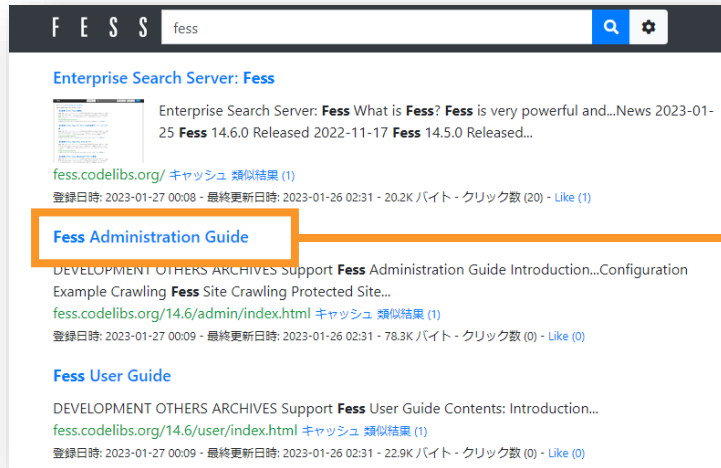 FESS fess
Enterprise Search Server: Fess
Enterprise Search Server: Fess What is Fess? Fess is very powerful and...News 2023-01-
25 Fess 14.6.0 Released 2022-11-17 Fess 14.5.0 Released...
fess.codelibs.org/ キャッシュ 類似結果 (1)
登録日時: 2023-01-27 00:08 - 最終更新日時: 2023-01-26 02:31 - 20.2K バイト - クリック数 (20) - Like (1)
Fess Administration Guide
DEVELOPMENT OTHERS ARCHIVES Support Fess Administration Guide Introduction...Configuration
Example Crawling Fess Site Crawling Protected Site...
fess.codelibs.org/14.6/admin/index.html キャッシュ 類似結果 (1)
登録日時: 2023-01-27 00:09 - 最終更新日時: 2023-01-26 02:31 - 78.3K バイト - クリック数 (0) - Like (0)
Fess User Guide
DEVELOPMENT OTHERS ARCHIVES Support Fess User Guide Contents: Introduction...
fess.codelibs.org/14.6/user/index.html キャッシュ 類似結果 (1)
登録日時: 2023-01-27 00:09 - 最終更新日時: 2023-01-26 02:31 - 22.9K バイト - クリック数 (0) - Like (0)